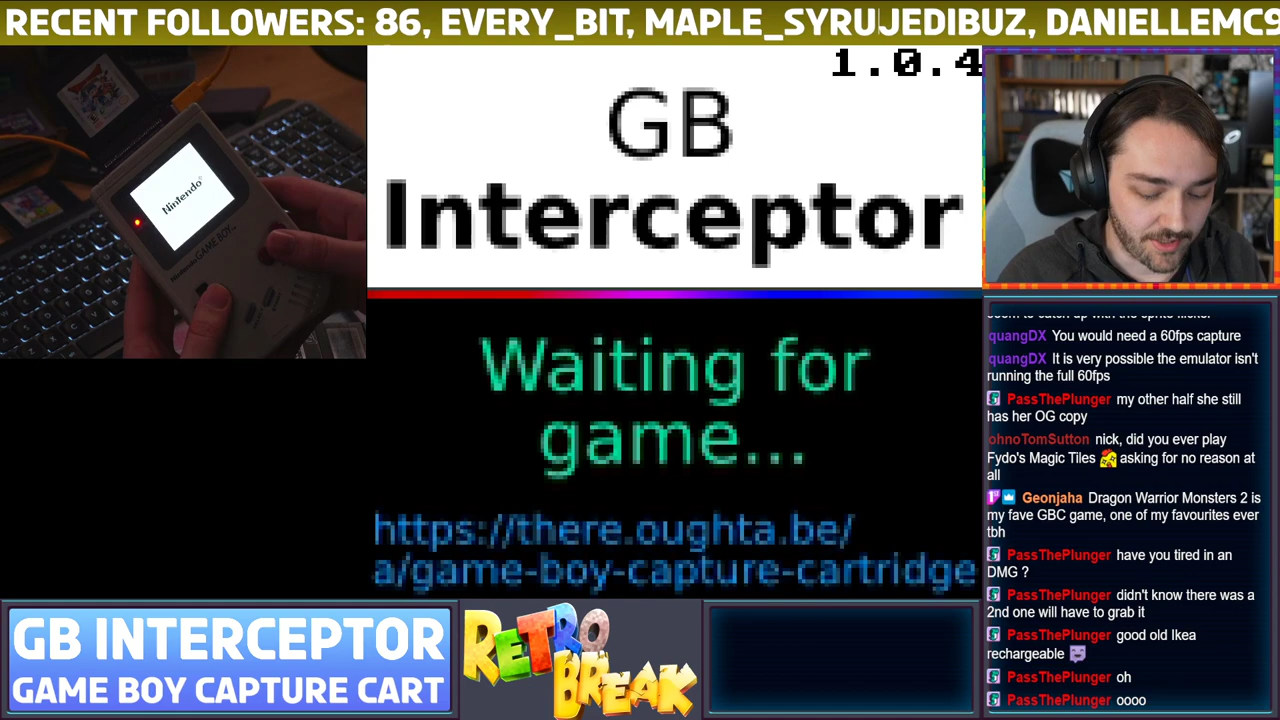 RECENT FOLLOWERS: 86, EVERY_BIT, MAPLE_SYRUJEDIBUZ, DANIELLEMC9
1.0.4
GB
Interceptor
Nintendo
Nintendo GAME BOY
Waiting for
game...
https://there.oughta.be/
a/game-boy-capture-cartridge
quangDX You would need a 60fps capture
quangDX It is very possible the emulator isn't
running the full 60fps
PassThePlunger my other half she still
has her OG copy
ohnoTomSutton nick, did you ever play
Fydo's Magic Tiles asking for no reason at
all
Geonjaha Dragon Warrior Monsters 2 is
my fave GBC game, one of my favourites ever
tbh
PassThePlunger have you tired in an
DMG ?
PassThePlunger didn't know there was a
2nd one will have to grab it
PassThePlunger good old Ikea
rechargeable
PassThePlunger oh
PassThePlunger oooo
GB INTERCEPTOR
GAME BOY CAPTURE CART
RETRO
BREAK